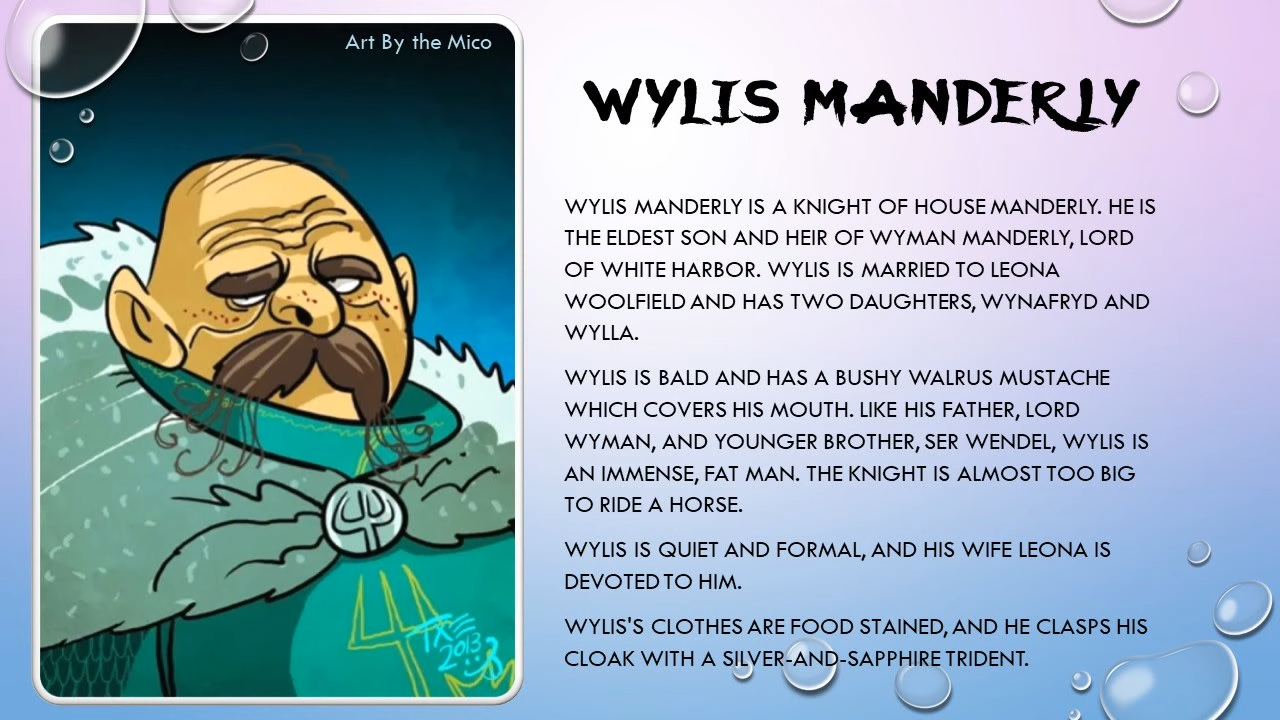 Art By the Mico
WYLIS MANDERLY
WYLIS MANDERLY IS A KNIGHT OF HOUSE MANDERLY. HE IS
THE ELDEST SON AND HEIR OF WYMAN MANDERLY, LORD
OF WHITE HARBOR. WYLIS IS MARRIED TO LEONA
WOOLFIELD AND HAS TWO DAUGHTERS, WYNAFRYD AND
WYLLA.
WYLIS IS BALD AND HAS A BUSHY WALRUS MUSTACHE
WHICH COVERS HIS MOUTH. LIKE HIS FATHER, LORD
WYMAN, AND YOUNGER BROTHER, SER WENDEL, WYLIS IS
AN IMMENSE, FAT MAN. THE KNIGHT IS ALMOST TOO BIG
TO RIDE A HORSE.
WYLIS IS QUIET AND FORMAL, AND HIS WIFE LEONA IS
DEVOTED TO HIM.
WYLIS'S CLOTHES ARE FOOD STAINED, AND HE CLASPS HIS
CLOAK WITH A SILVER-AND-SAPPHIRE TRIDENT.
2013